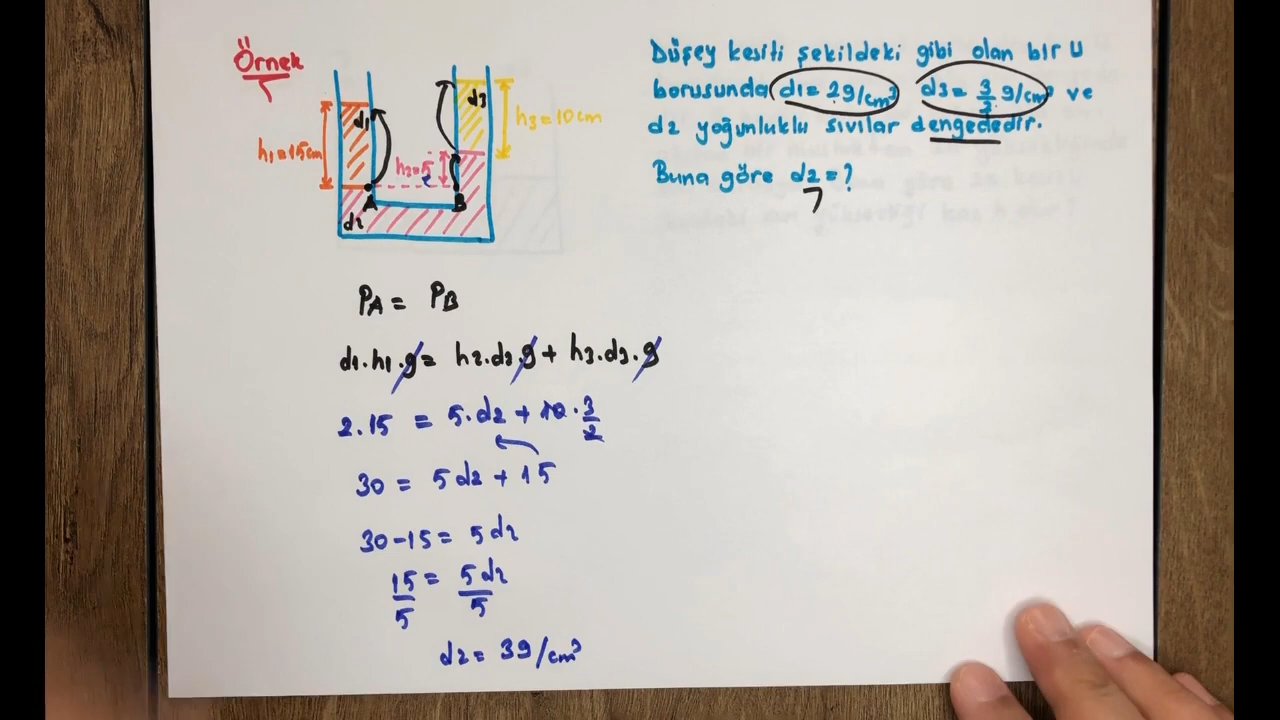 Örnek
Düşey kesiti şekildeki gibi olan bir U
borusunda d1 = 2g/cm³ d3 = 3/2 g/cm³ ve
d2 yoğunluklu sıvılar dengededir.
Buna göre d2 = ?
h1=15cm
d1
d3
h3=10cm
h2=5
A
B
d2
PA = PB
d1.h1.g = h2.d2.g + h3.d3.g
2.15 = 5.d2 + 10.3/2
30 = 5d2 + 15
30-15 = 5d2
15/5 = 5d2/5
d2 = 3g/cm³